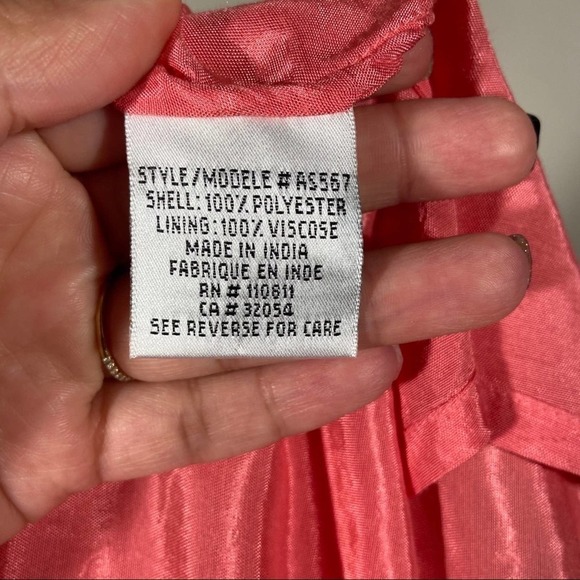 STYLE/MODELE # AS567
SHELL: 100% POLYESTER
LINING: 100% VISCOSE
MADE IN INDIA
FABRIQUE EN INDE
RN # 110811
CA # 32054
SEE REVERSE FOR CARE